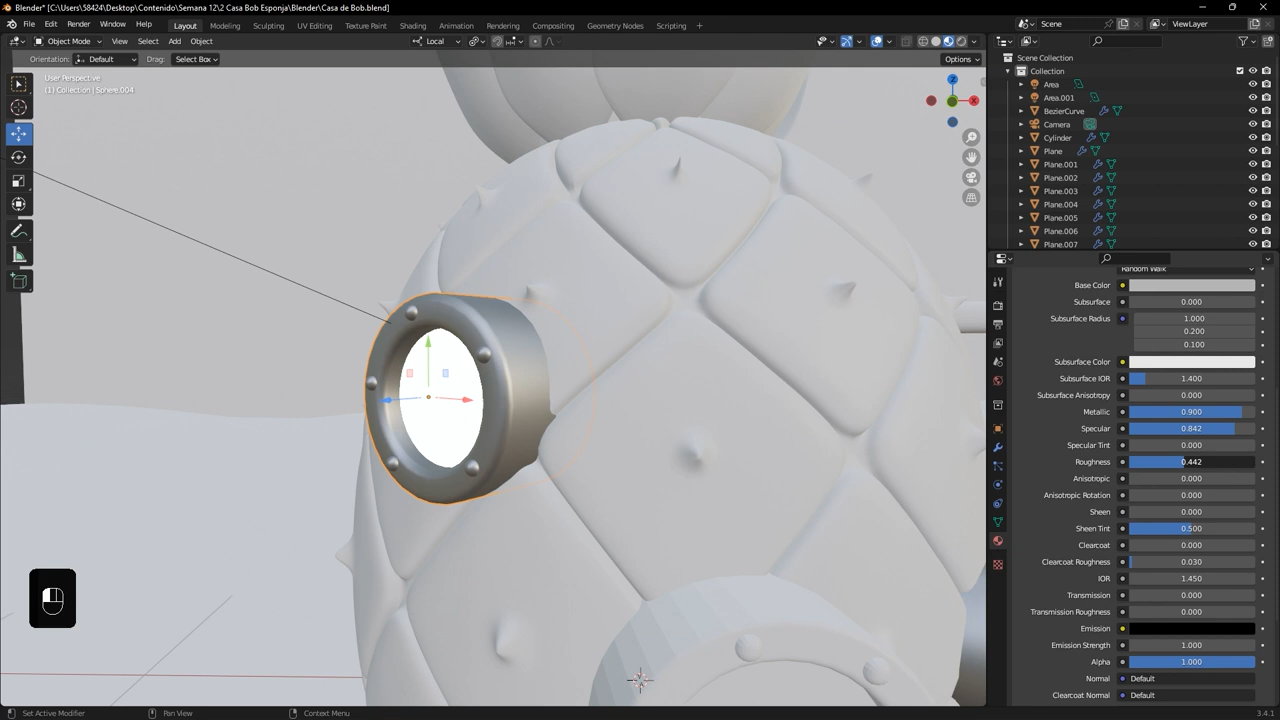 Blender* [C:\Users\58424\Desktop\Contenido\Semana 12\2 Casa Bob Esponja\Blender\Casa de Bob.blend]
File Edit Render Window Help Layout Modeling Sculpting UV Editing Texture Paint Shading Animation Rendering Compositing Geometry Nodes Scripting + Scene ViewLayer
Object Mode View Select Add Object Local
Orientation: Default Drag: Select Box Options
User Perspective
(1) Collection | Sphere.004
Z
X
Scene Collection
Collection
Area
Area.001
BezierCurve
Camera
Cylinder
Plane
Plane.001
Plane.002
Plane.003
Plane.004
Plane.005
Plane.006
Plane.007
Random Walk
Base Color
Subsurface 0.000
Subsurface Radius 1.000
0.200
0.100
Subsurface Color
Subsurface IOR 1.400
Subsurface Anisotropy 0.000
Metallic 0.900
Specular 0.842
Specular Tint 0.000
Roughness 0.442
Anisotropic 0.000
Anisotropic Rotation 0.000
Sheen 0.000
Sheen Tint 0.500
Clearcoat 0.000
Clearcoat Roughness 0.030
IOR 1.450
Transmission 0.000
Transmission Roughness 0.000
Emission
Emission Strength 1.000
Alpha 1.000
Normal Default
Clearcoat Normal Default
Set Active Modifier Pan View Context Menu 3.4.1